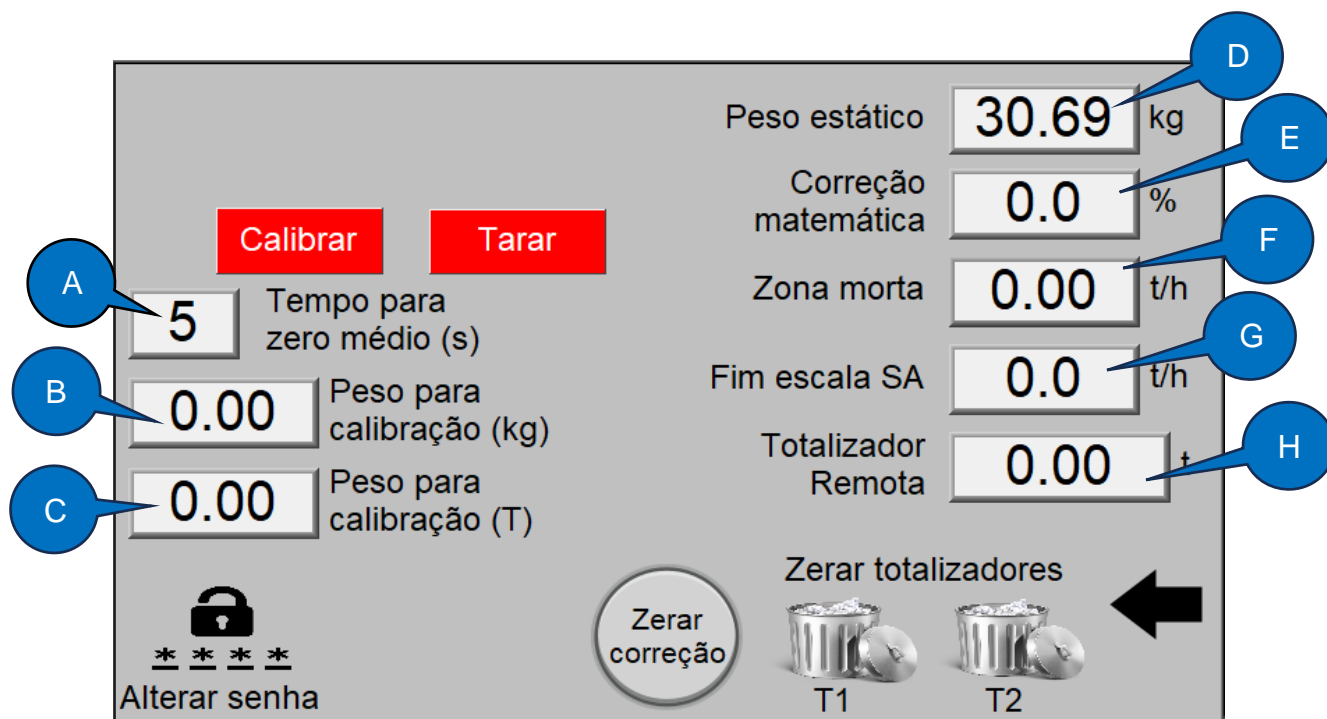 D
Peso estático 30.69 kg
E
Correção
matemática 0.0 %
Calibrar Tarar
F
A
Zona morta 0.00 t/h
5 Tempo para
zero médio (s)
G
B
Fim escala SA 0.0 t/h
0.00 Peso para
calibração (kg)
H
Totalizador
Remota 0.00 t
C
0.00 Peso para
calibração (T)
Zerar totalizadores
Zerar
correção
* * * *
Alterar senha
T1 T2